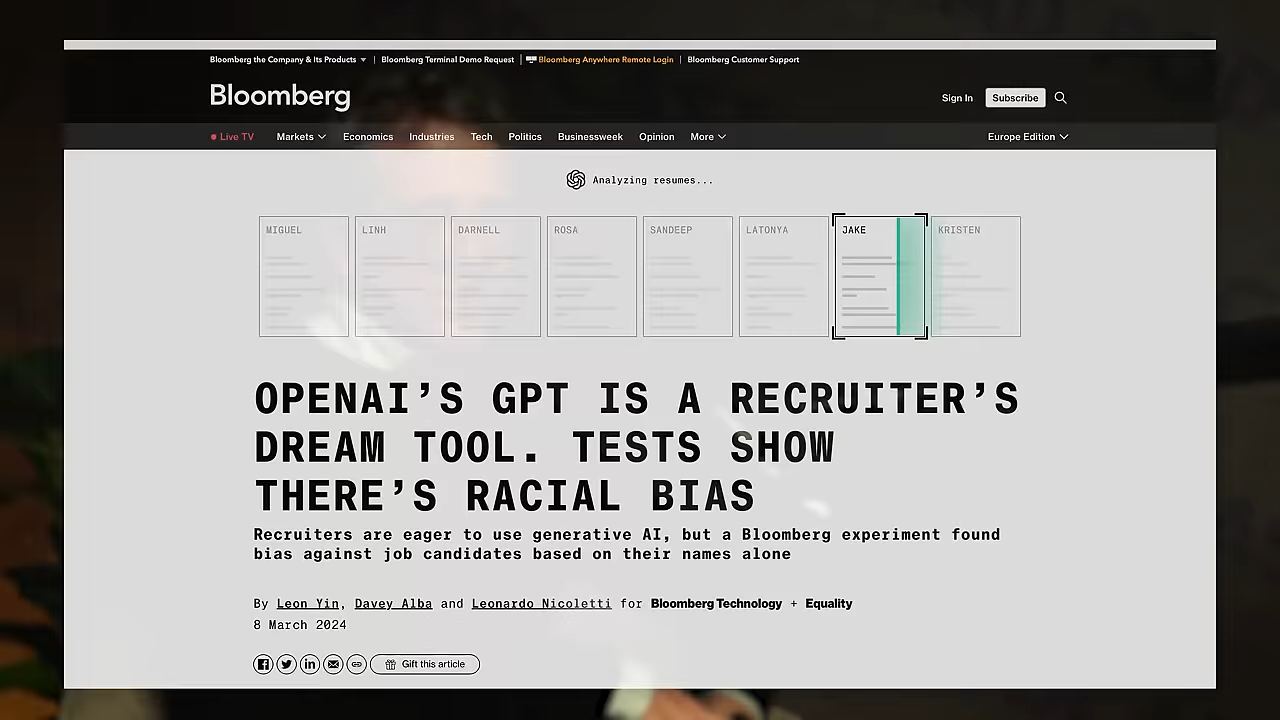 Bloomberg the Company & Its Products | Bloomberg Terminal Demo Request | Bloomberg Anywhere Remote Login | Bloomberg Customer Support
Bloomberg
Sign In Subscribe
Live TV Markets Economics Industries Tech Politics Businessweek Opinion More Europe Edition
Analyzing resumes...
MIGUEL LINH DARNELL ROSA SANDEEP LATONYA JAKE KRISTEN
OPENAI’S GPT IS A RECRUITER’S
DREAM TOOL. TESTS SHOW
THERE’S RACIAL BIAS
Recruiters are eager to use generative AI, but a Bloomberg experiment found
bias against job candidates based on their names alone
By Leon Yin, Davey Alba and Leonardo Nicoletti for Bloomberg Technology + Equality
8 March 2024
Gift this article